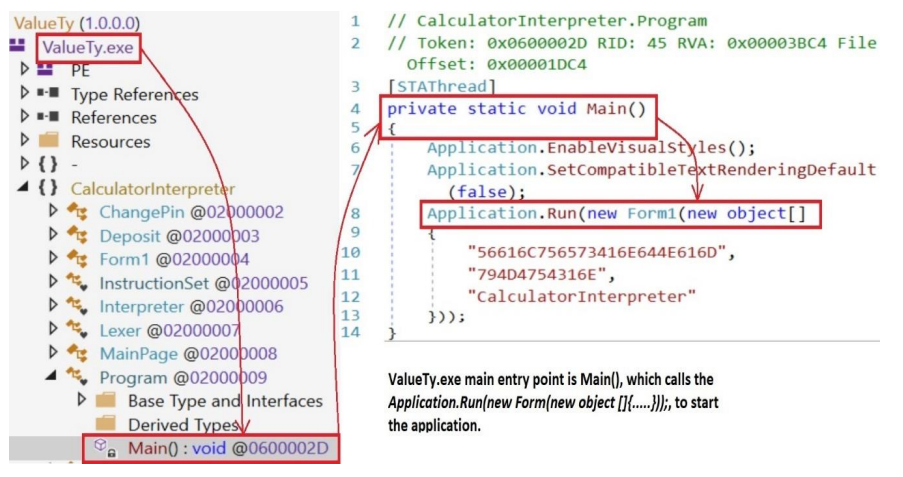 ValueTy (1.0.0.0)
ValueTy.exe
PE
Type References
References
Resources
{ } -
{ } CalculatorInterpreter
ChangePin @02000002
Deposit @02000003
Form1 @02000004
InstructionSet @02000005
Interpreter @02000006
Lexer @02000007
MainPage @02000008
Program @02000009
Base Type and Interfaces
Derived Types
Main() : void @0600002D
1 // CalculatorInterpreter.Program
2 // Token: 0x0600002D RID: 45 RVA: 0x00003BC4 File
Offset: 0x00001DC4
3 [STAThread]
4 private static void Main()
5 {
6 Application.EnableVisualStyles();
7 Application.SetCompatibleTextRenderingDefault
(false);
8 Application.Run(new Form1(new object[]
9 {
10 "56616C756573416E644E616D",
11 "794D4754316E",
12 "CalculatorInterpreter"
13 }));
14 }
ValueTy.exe main entry point is Main(), which calls the
Application.Run(new Form(new object []{.....}));, to start
the application.